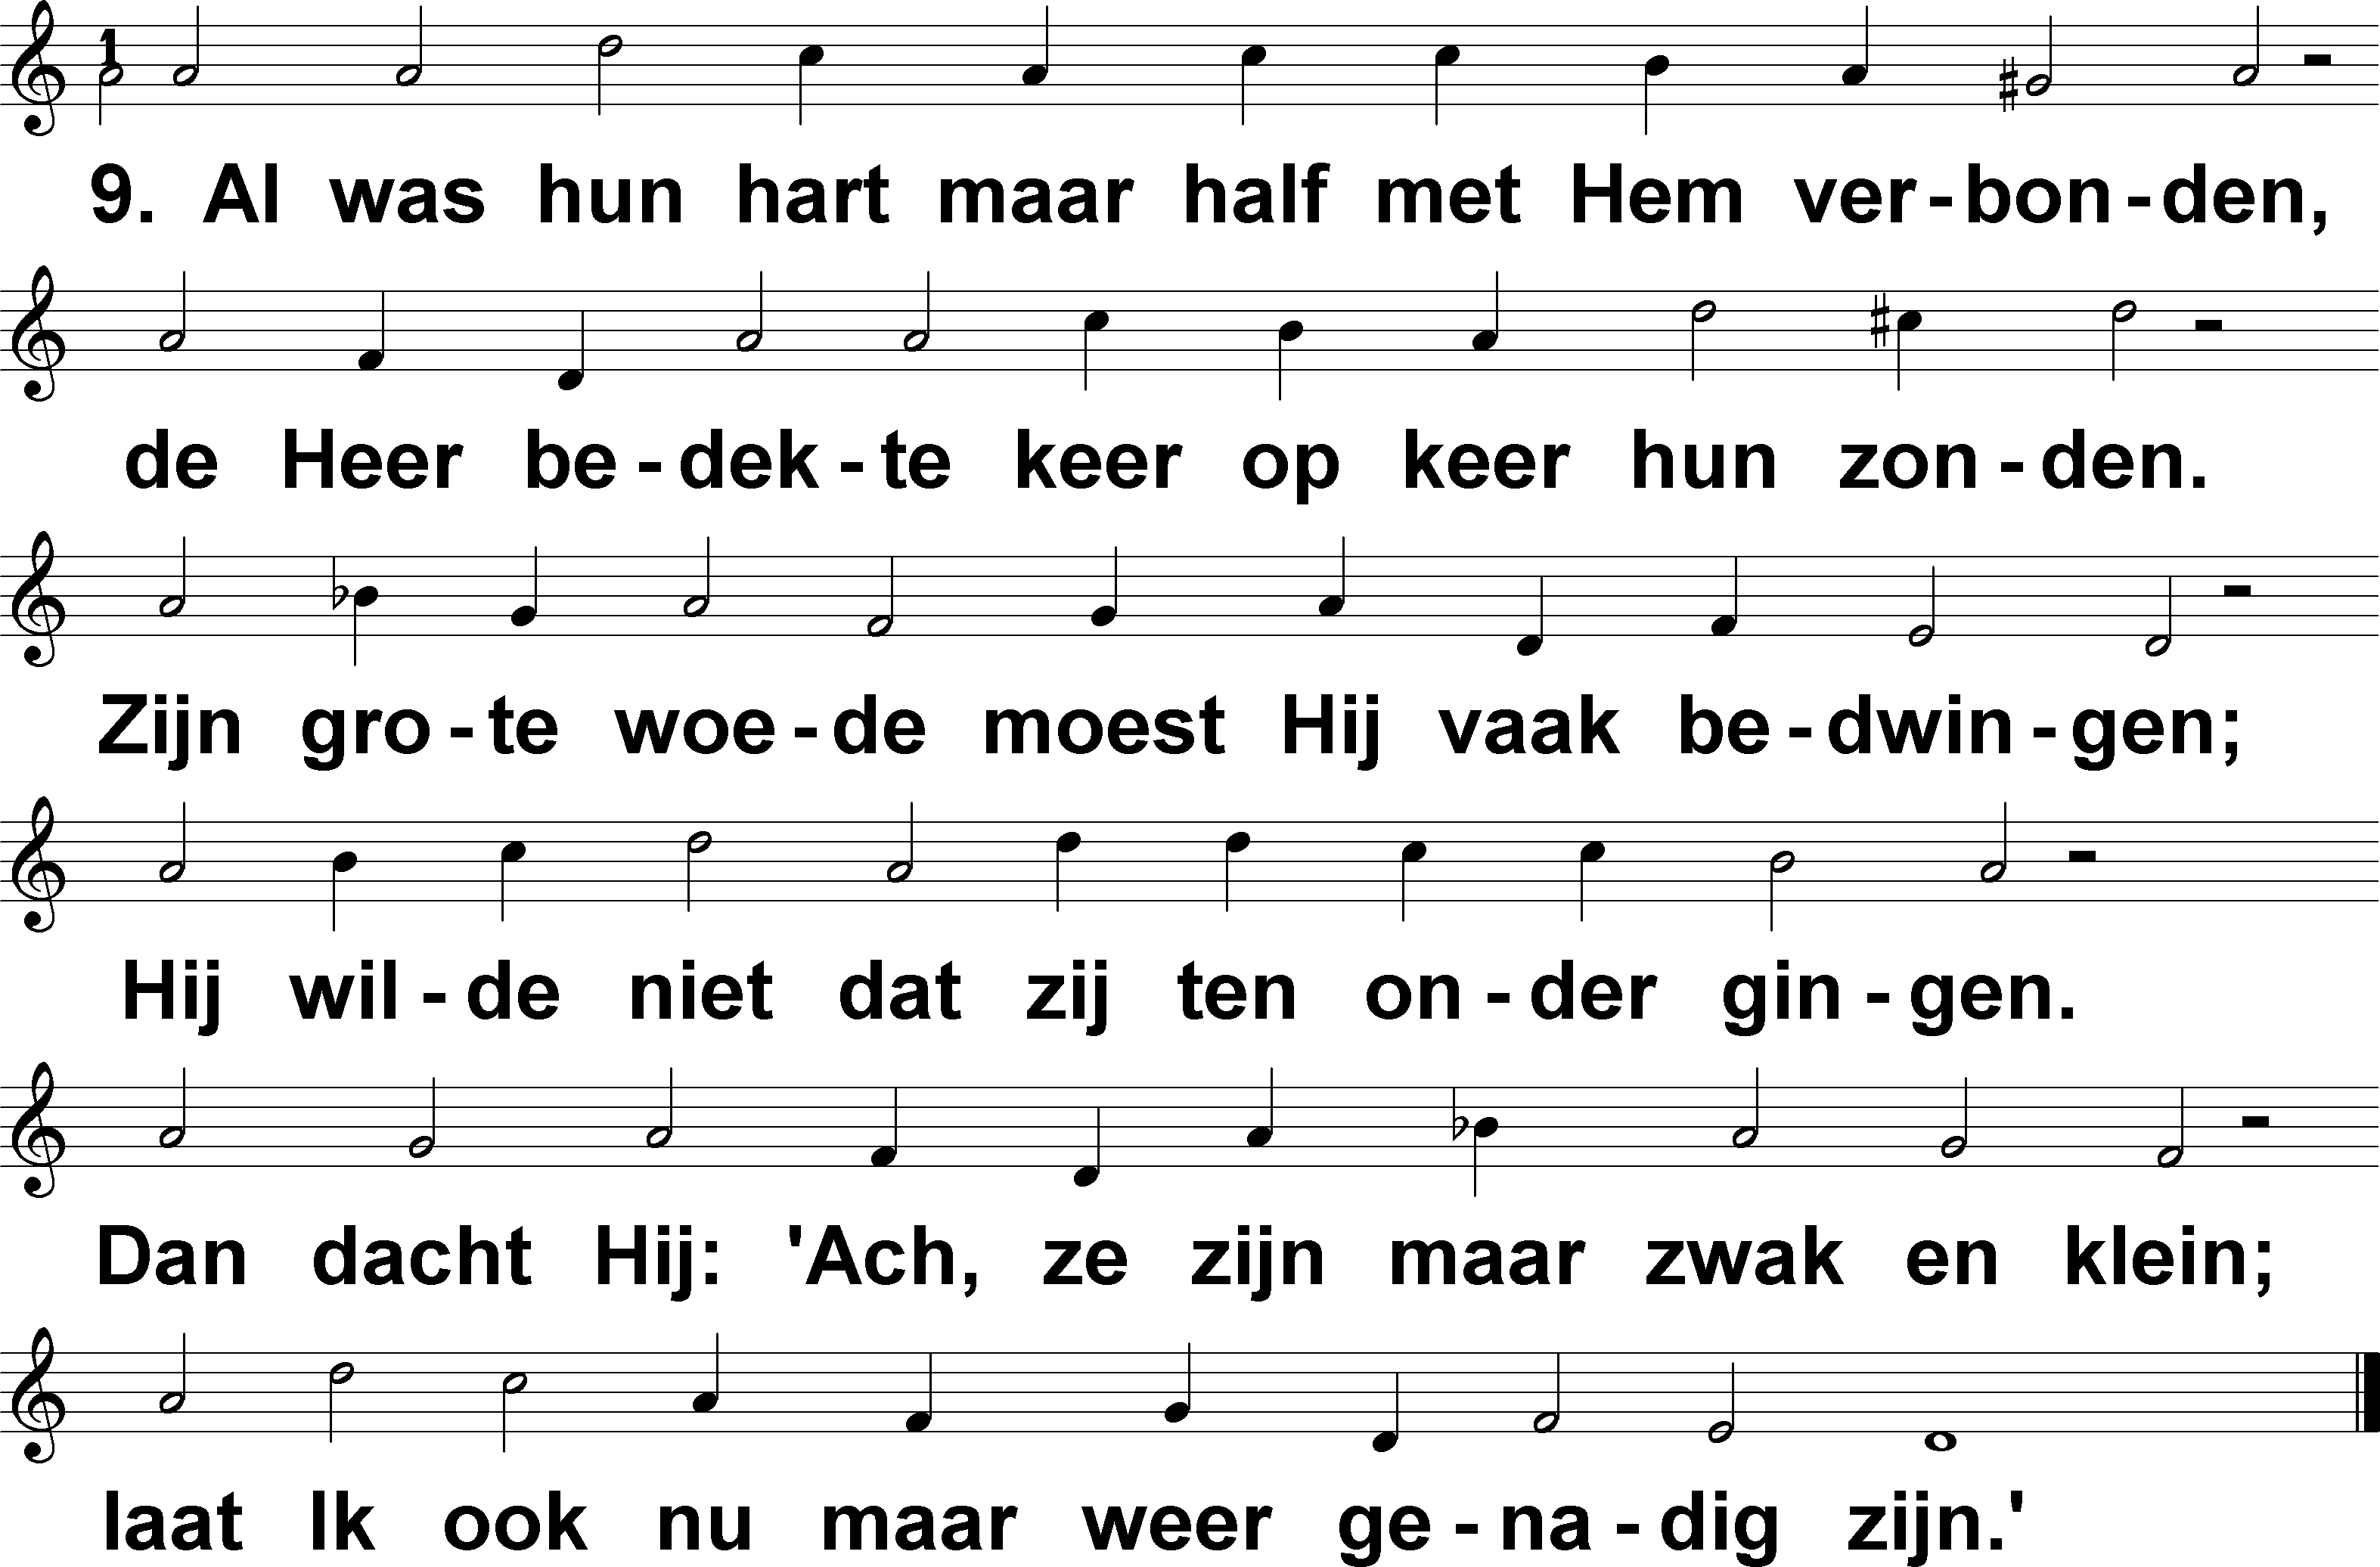 1
9. Al was hun hart maar half met Hem ver-bon-den,
de Heer be-dek-te keer op keer hun zon-den.
Zijn gro-te woe-de moest Hij vaak be-dwin-gen;
Hij wil-de niet dat zij ten on-der gin-gen.
Dan dacht Hij: 'Ach, ze zijn maar zwak en klein;
laat Ik ook nu maar weer ge-na-dig zijn.'